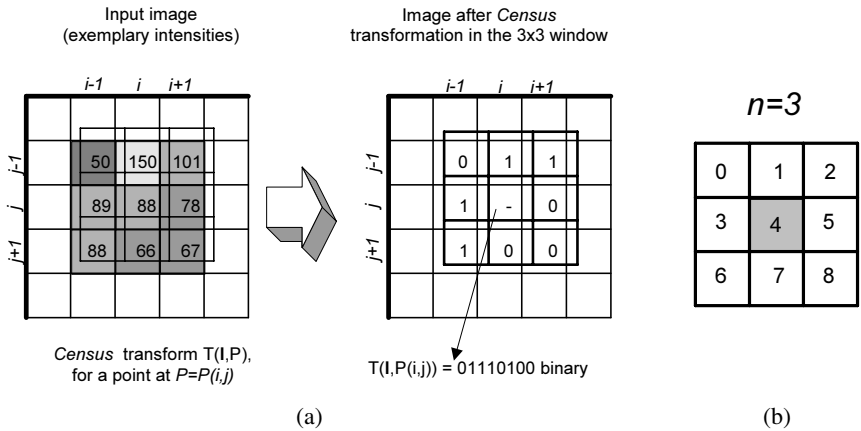 Input image
(exemplary intensities)
i-1 i i+1
j-1
j
j+1
50 150 101
89 88 78
88 66 67
Census transform T(I,P),
for a point at P=P(i,j)
Image after Census
transformation in the 3x3 window
i-1 i i+1
j-1
j
j+1
0 1 1
1 - 0
1 0 0
T(I,P(i,j)) = 01110100 binary
(a)
n=3
0 1 2
3 4 5
6 7 8
(b)